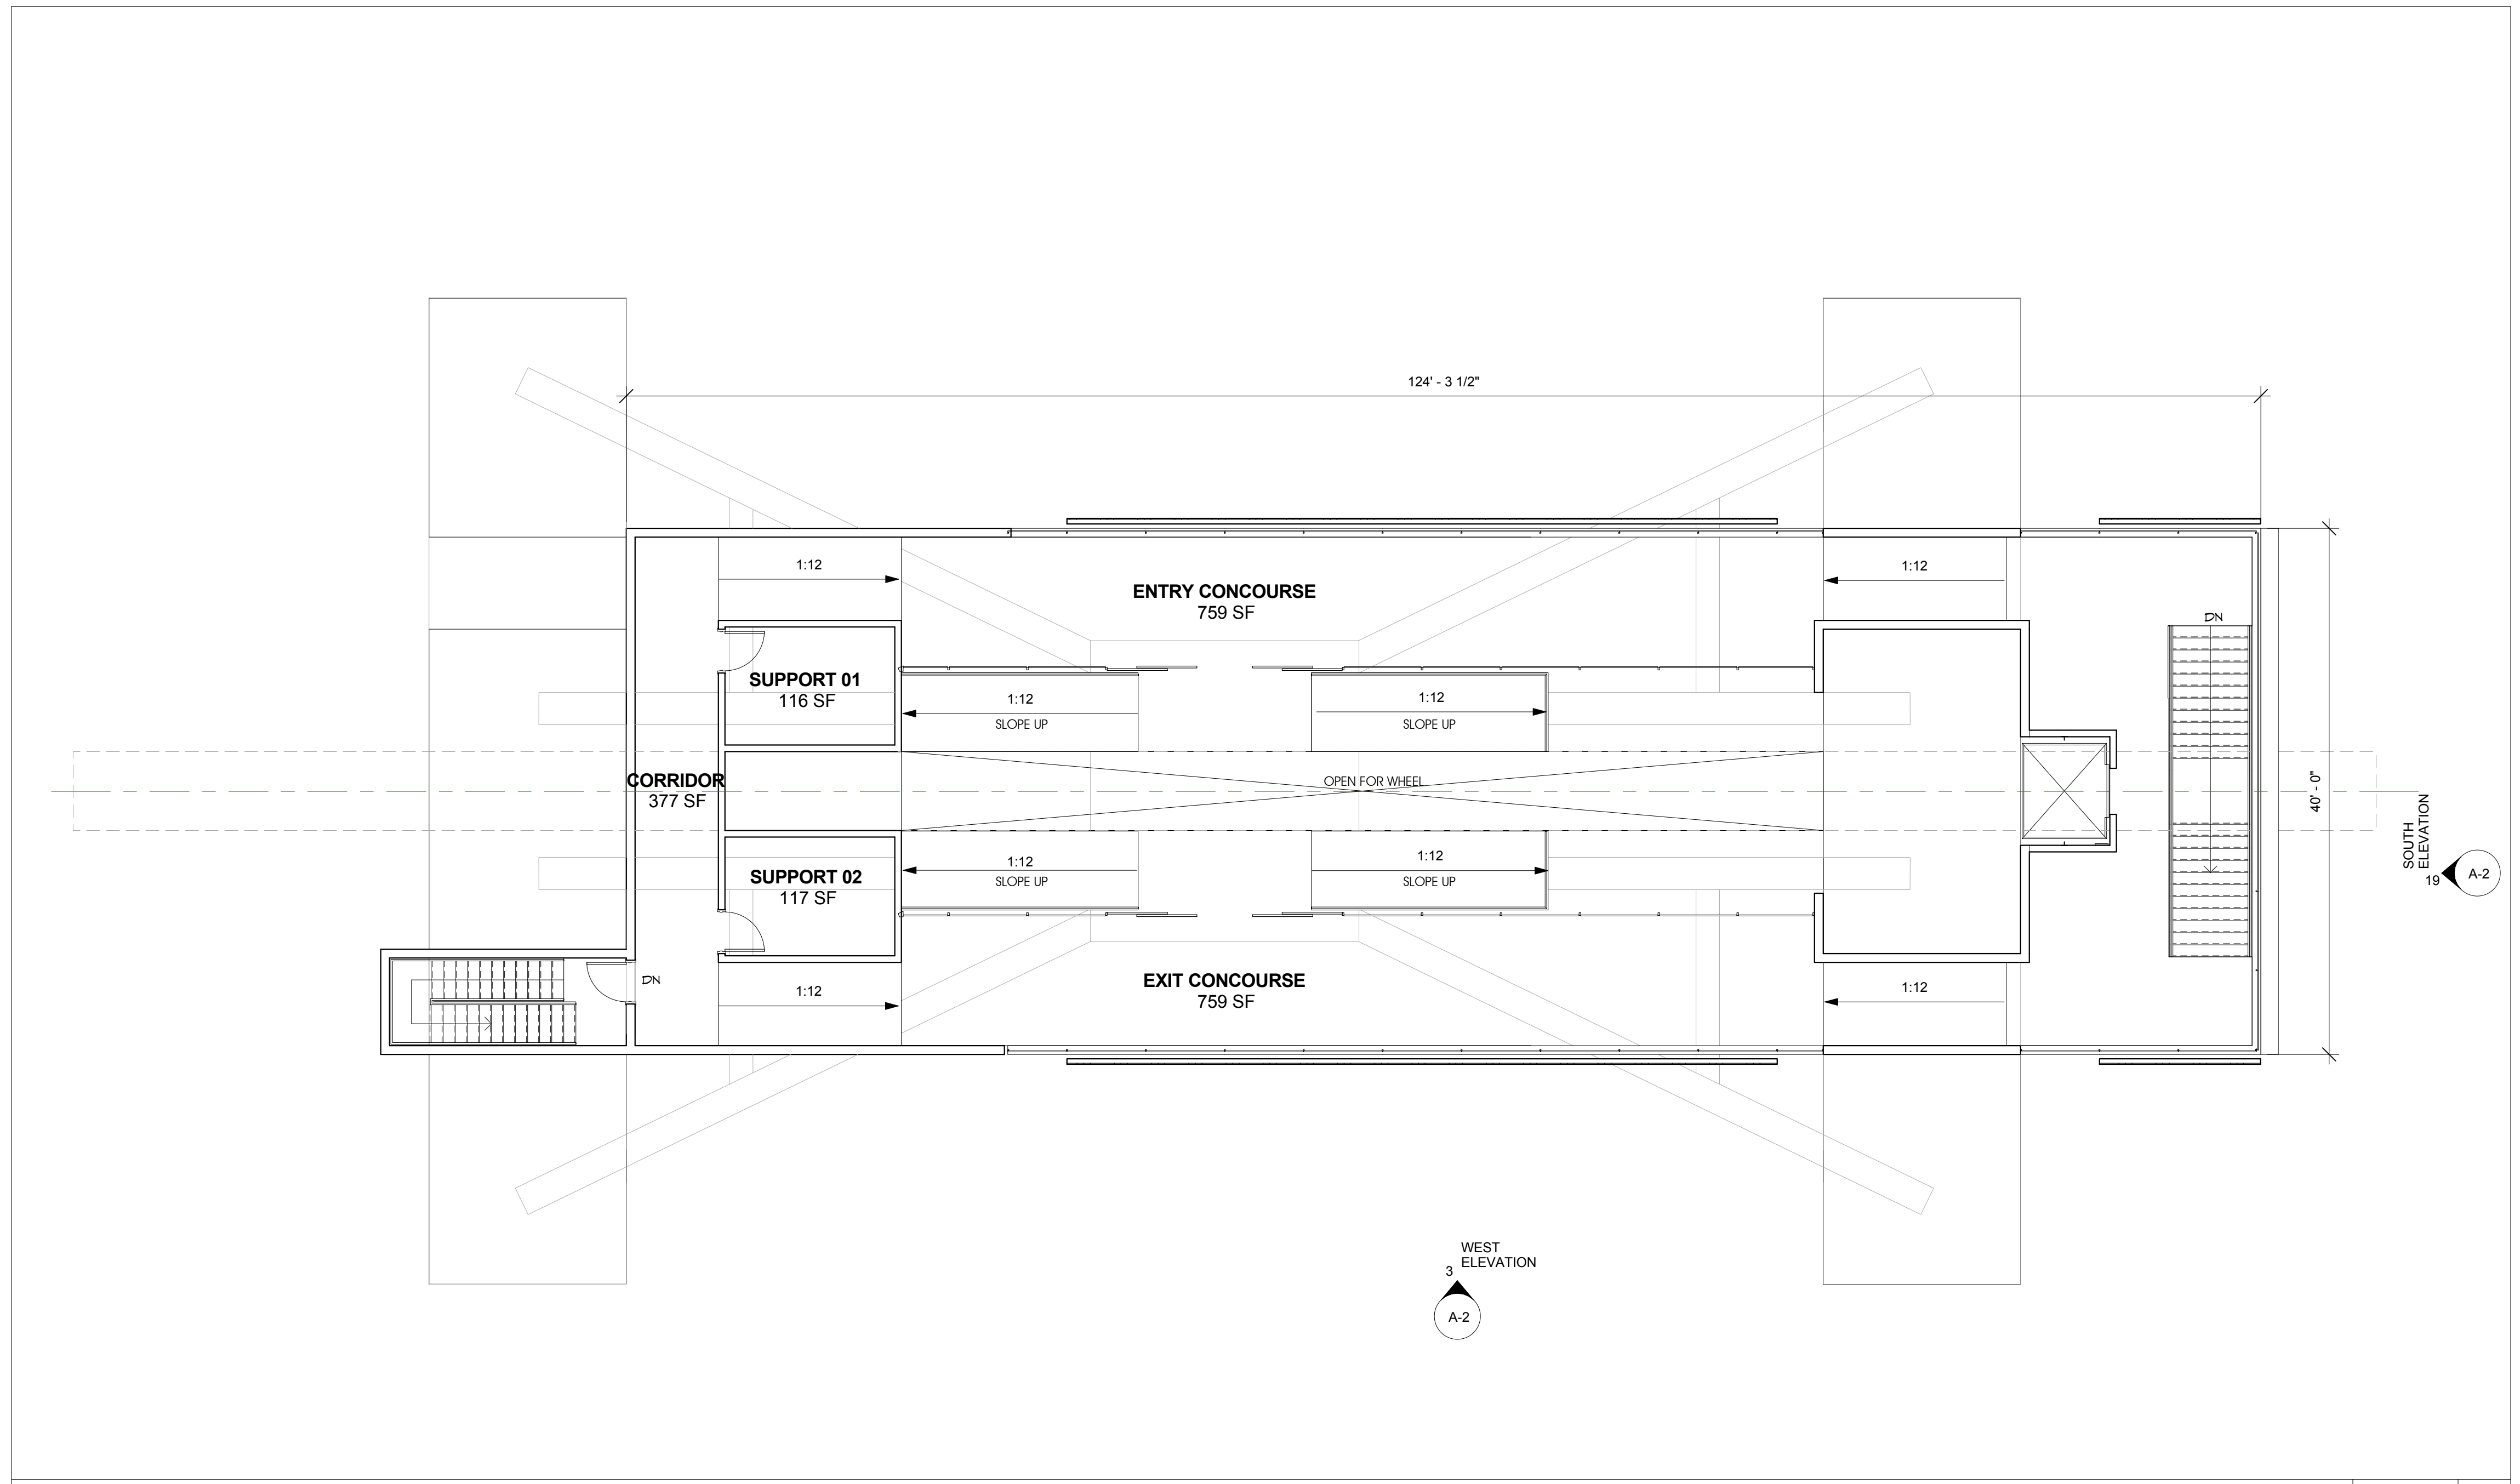 124' - 3 1/2"
1:12
ENTRY CONCOURSE
759 SF
1:12
DN
SUPPORT 01
116 SF
1:12
SLOPE UP
1:12
SLOPE UP
CORRIDOR
377 SF
OPEN FOR WHEEL
40' - 0"
SOUTH
ELEVATION
19
A-2
SUPPORT 02
117 SF
1:12
SLOPE UP
1:12
SLOPE UP
DN
1:12
EXIT CONCOURSE
759 SF
1:12
WEST
ELEVATION
3
A-2